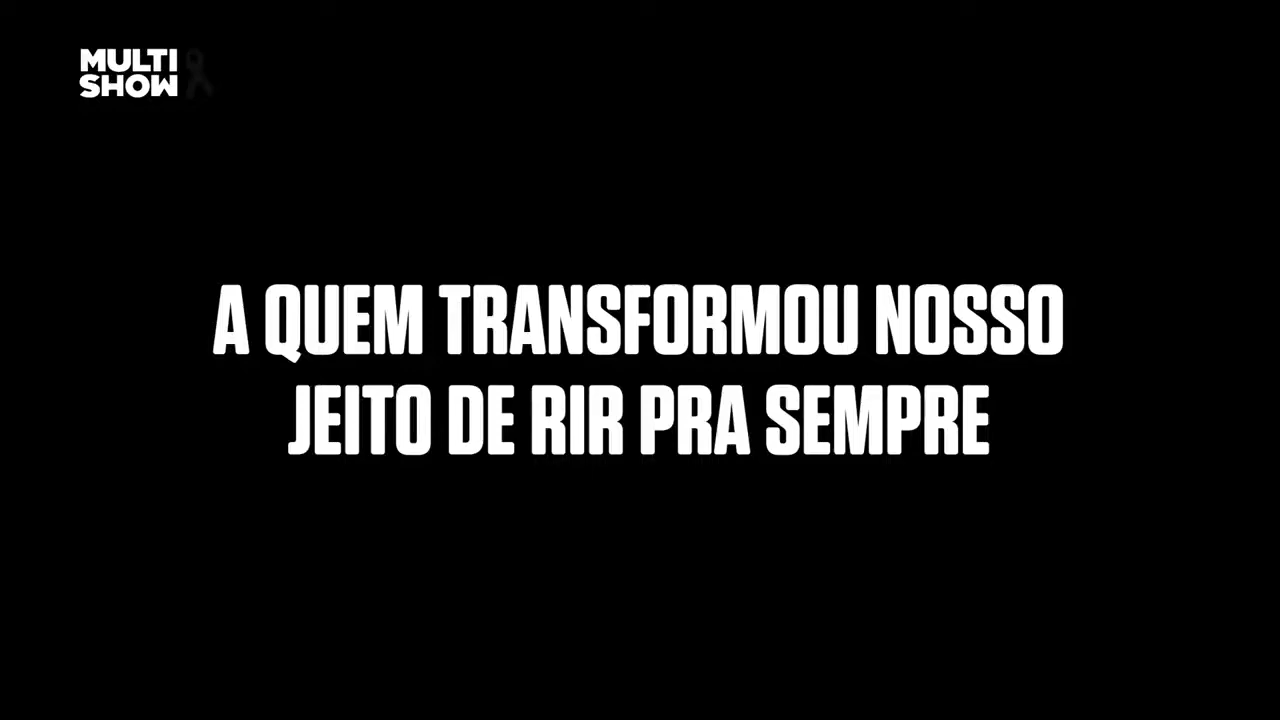 MULTI
SHOW
A QUEM TRANSFORMOU NOSSO
JEITO DE RIR PRA SEMPRE